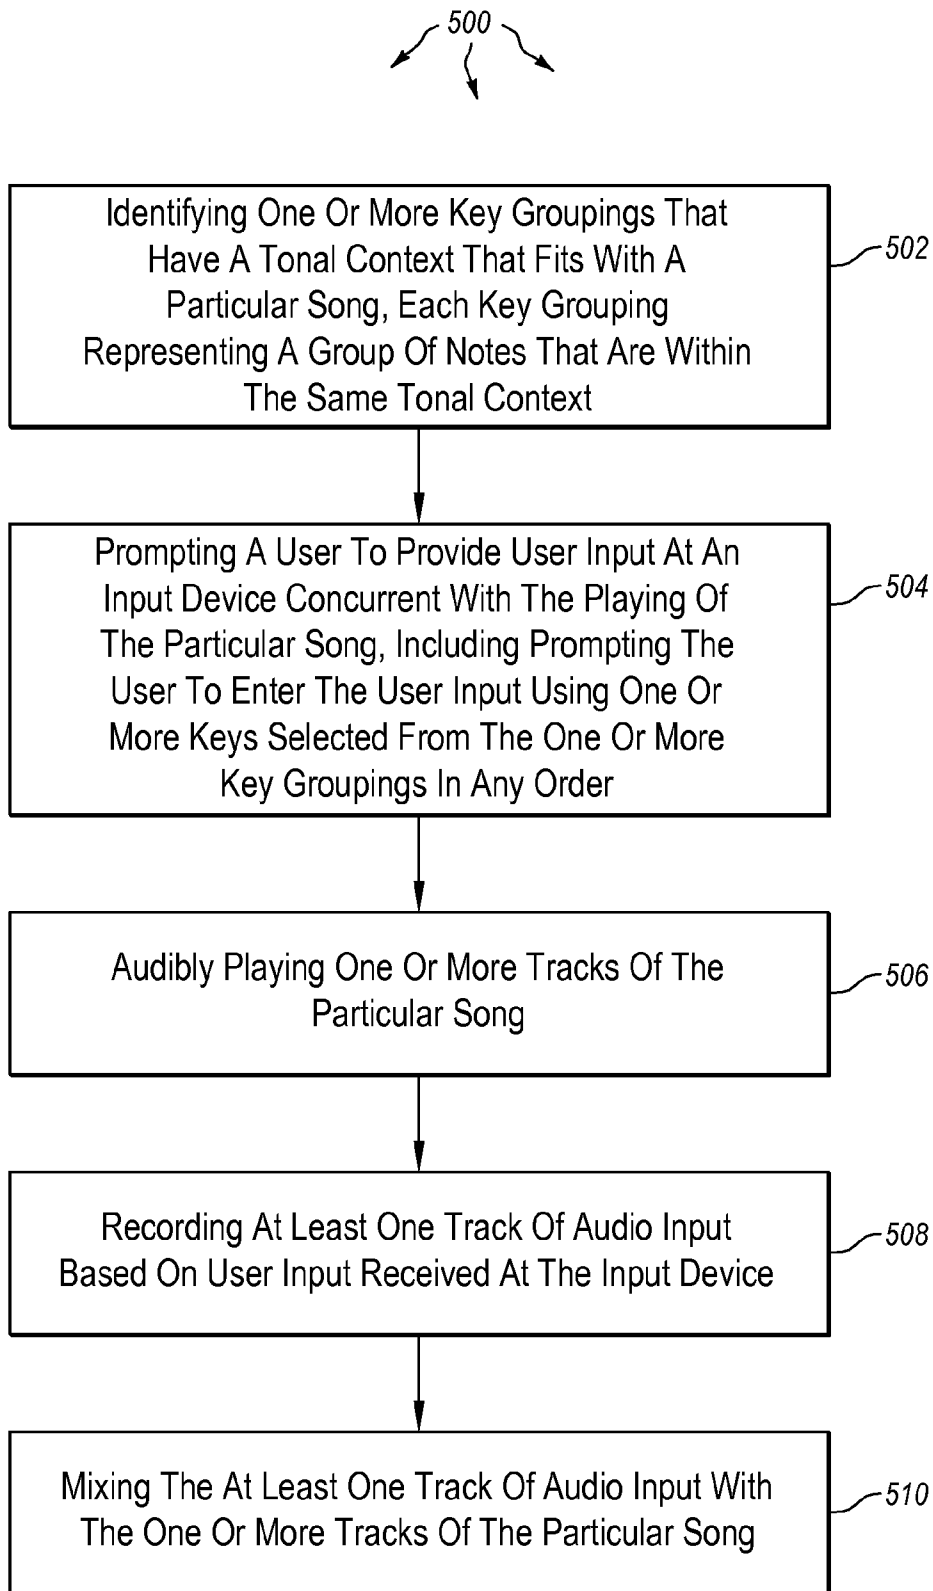 500
Identifying One Or More Key Groupings That
Have A Tonal Context That Fits With A
Particular Song, Each Key Grouping
Representing A Group Of Notes That Are Within
The Same Tonal Context
502
Prompting A User To Provide User Input At An
Input Device Concurrent With The Playing Of
The Particular Song, Including Prompting The
User To Enter The User Input Using One Or
More Keys Selected From The One Or More
Key Groupings In Any Order
504
Audibly Playing One Or More Tracks Of The
Particular Song
506
Recording At Least One Track Of Audio Input
Based On User Input Received At The Input Device
508
Mixing The At Least One Track Of Audio Input With
The One Or More Tracks Of The Particular Song
510